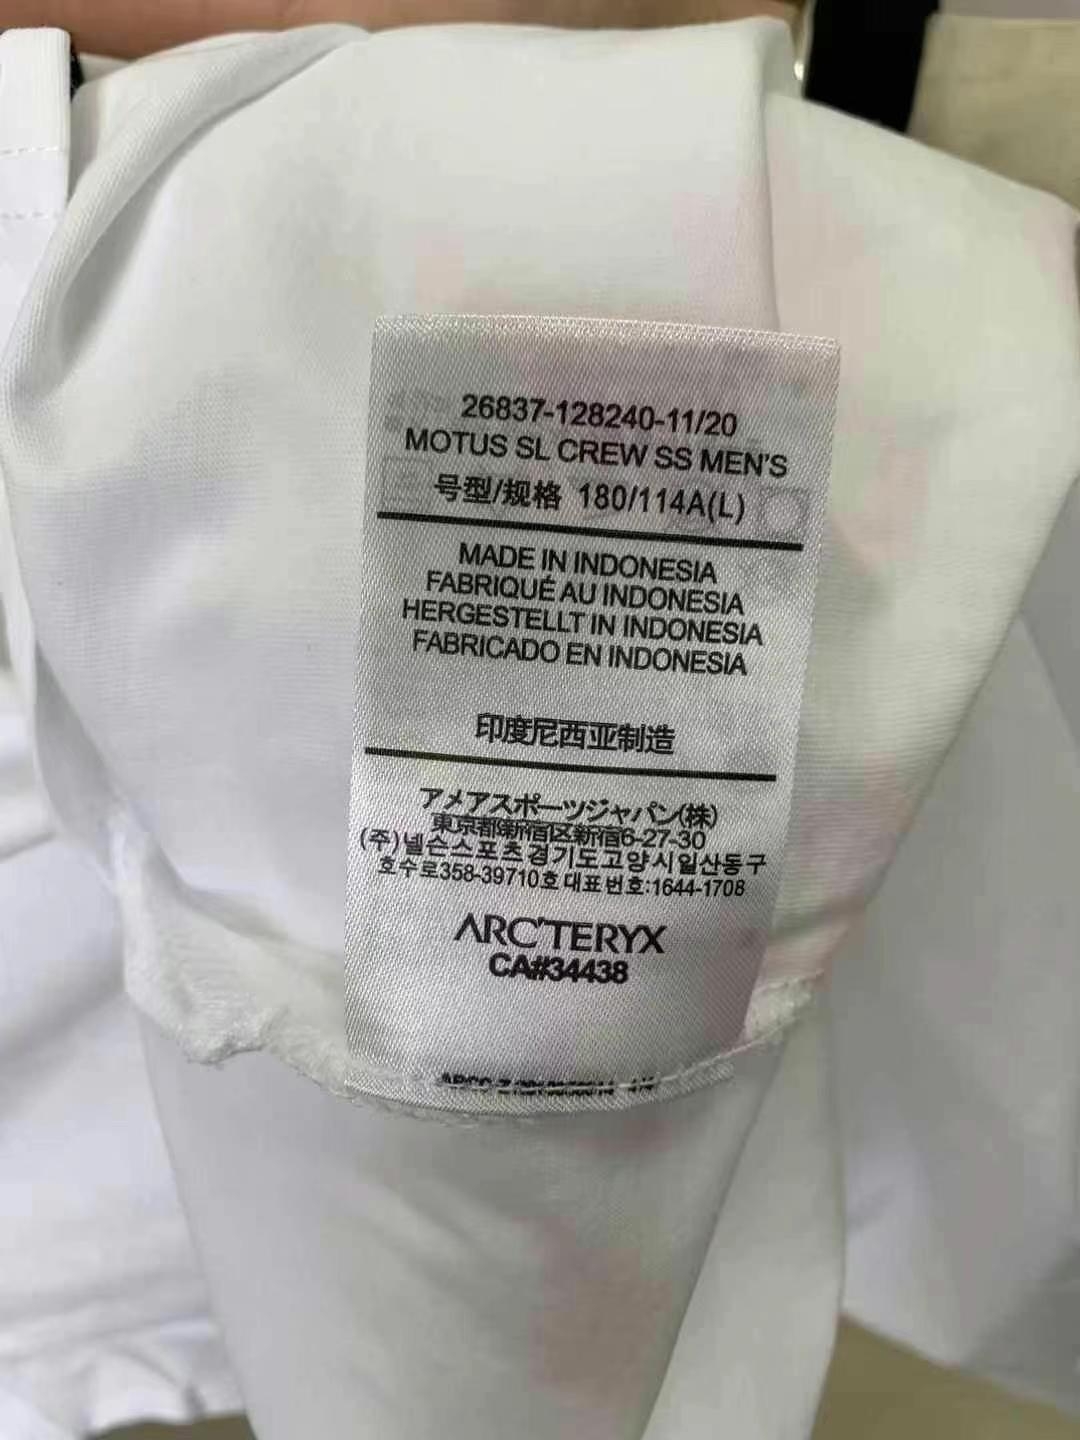 26837-128240-11/20
MOTUS SL CREW SS MEN'S
号型/规格 180/114A(L)
MADE IN INDONESIA
FABRIQUÉ AU INDONESIA
HERGESTELLT IN INDONESIA
FABRICADO EN INDONESIA
印度尼西亚制造
アメアスポーツジャパン(株)
東京都新宿区新宿6-27-30
(주)넬슨스포츠경기도고양시일산동구
호수로358-39710호대표번호:1644-1708
ARC'TERYX
CA#34438